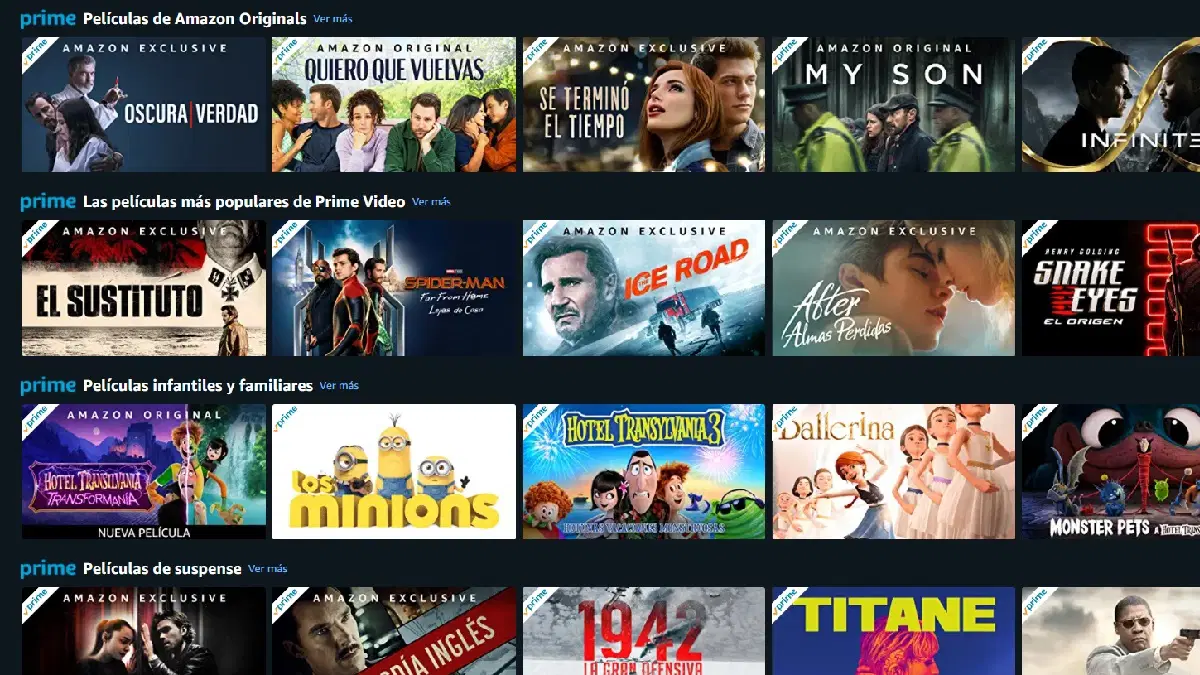 prime Películas de Amazon Originals Ver más
prime
AMAZON EXCLUSIVE
OSCURA VERDAD
prime
AMAZON ORIGINAL
QUIERO QUE VUELVAS
prime
AMAZON EXCLUSIVE
SE TERMINÓ
EL TIEMPO
prime
AMAZON ORIGINAL
MY SON
prime
INFINITE
prime Las películas más populares de Prime Video Ver más
prime
AMAZON EXCLUSIVE
EL SUSTITUTO
prime
SPIDER-MAN
Far From Home
Lejos de Casa
prime
AMAZON EXCLUSIVE
THE
ICE ROAD
prime
AMAZON EXCLUSIVE
After
Almas Perdidas
prime
HENRY GOLDING
SNAKE
EYES
EL ORIGEN
prime Películas infantiles y familiares Ver más
prime
AMAZON ORIGINAL
HOTEL TRANSILVANIA
TRANSFORMANÍA
NUEVA PELÍCULA
prime
Los
minions
prime
HOTEL TRANSYLVANIA 3
prime
Ballerina
prime
MONSTER PETS
prime Películas de suspense Ver más
prime
AMAZON EXCLUSIVE
prime
AMAZON EXCLUSIVE
DÍA INGLÉS
prime
1942
LA GRAN OFENSIVA
prime
TITANE
prime